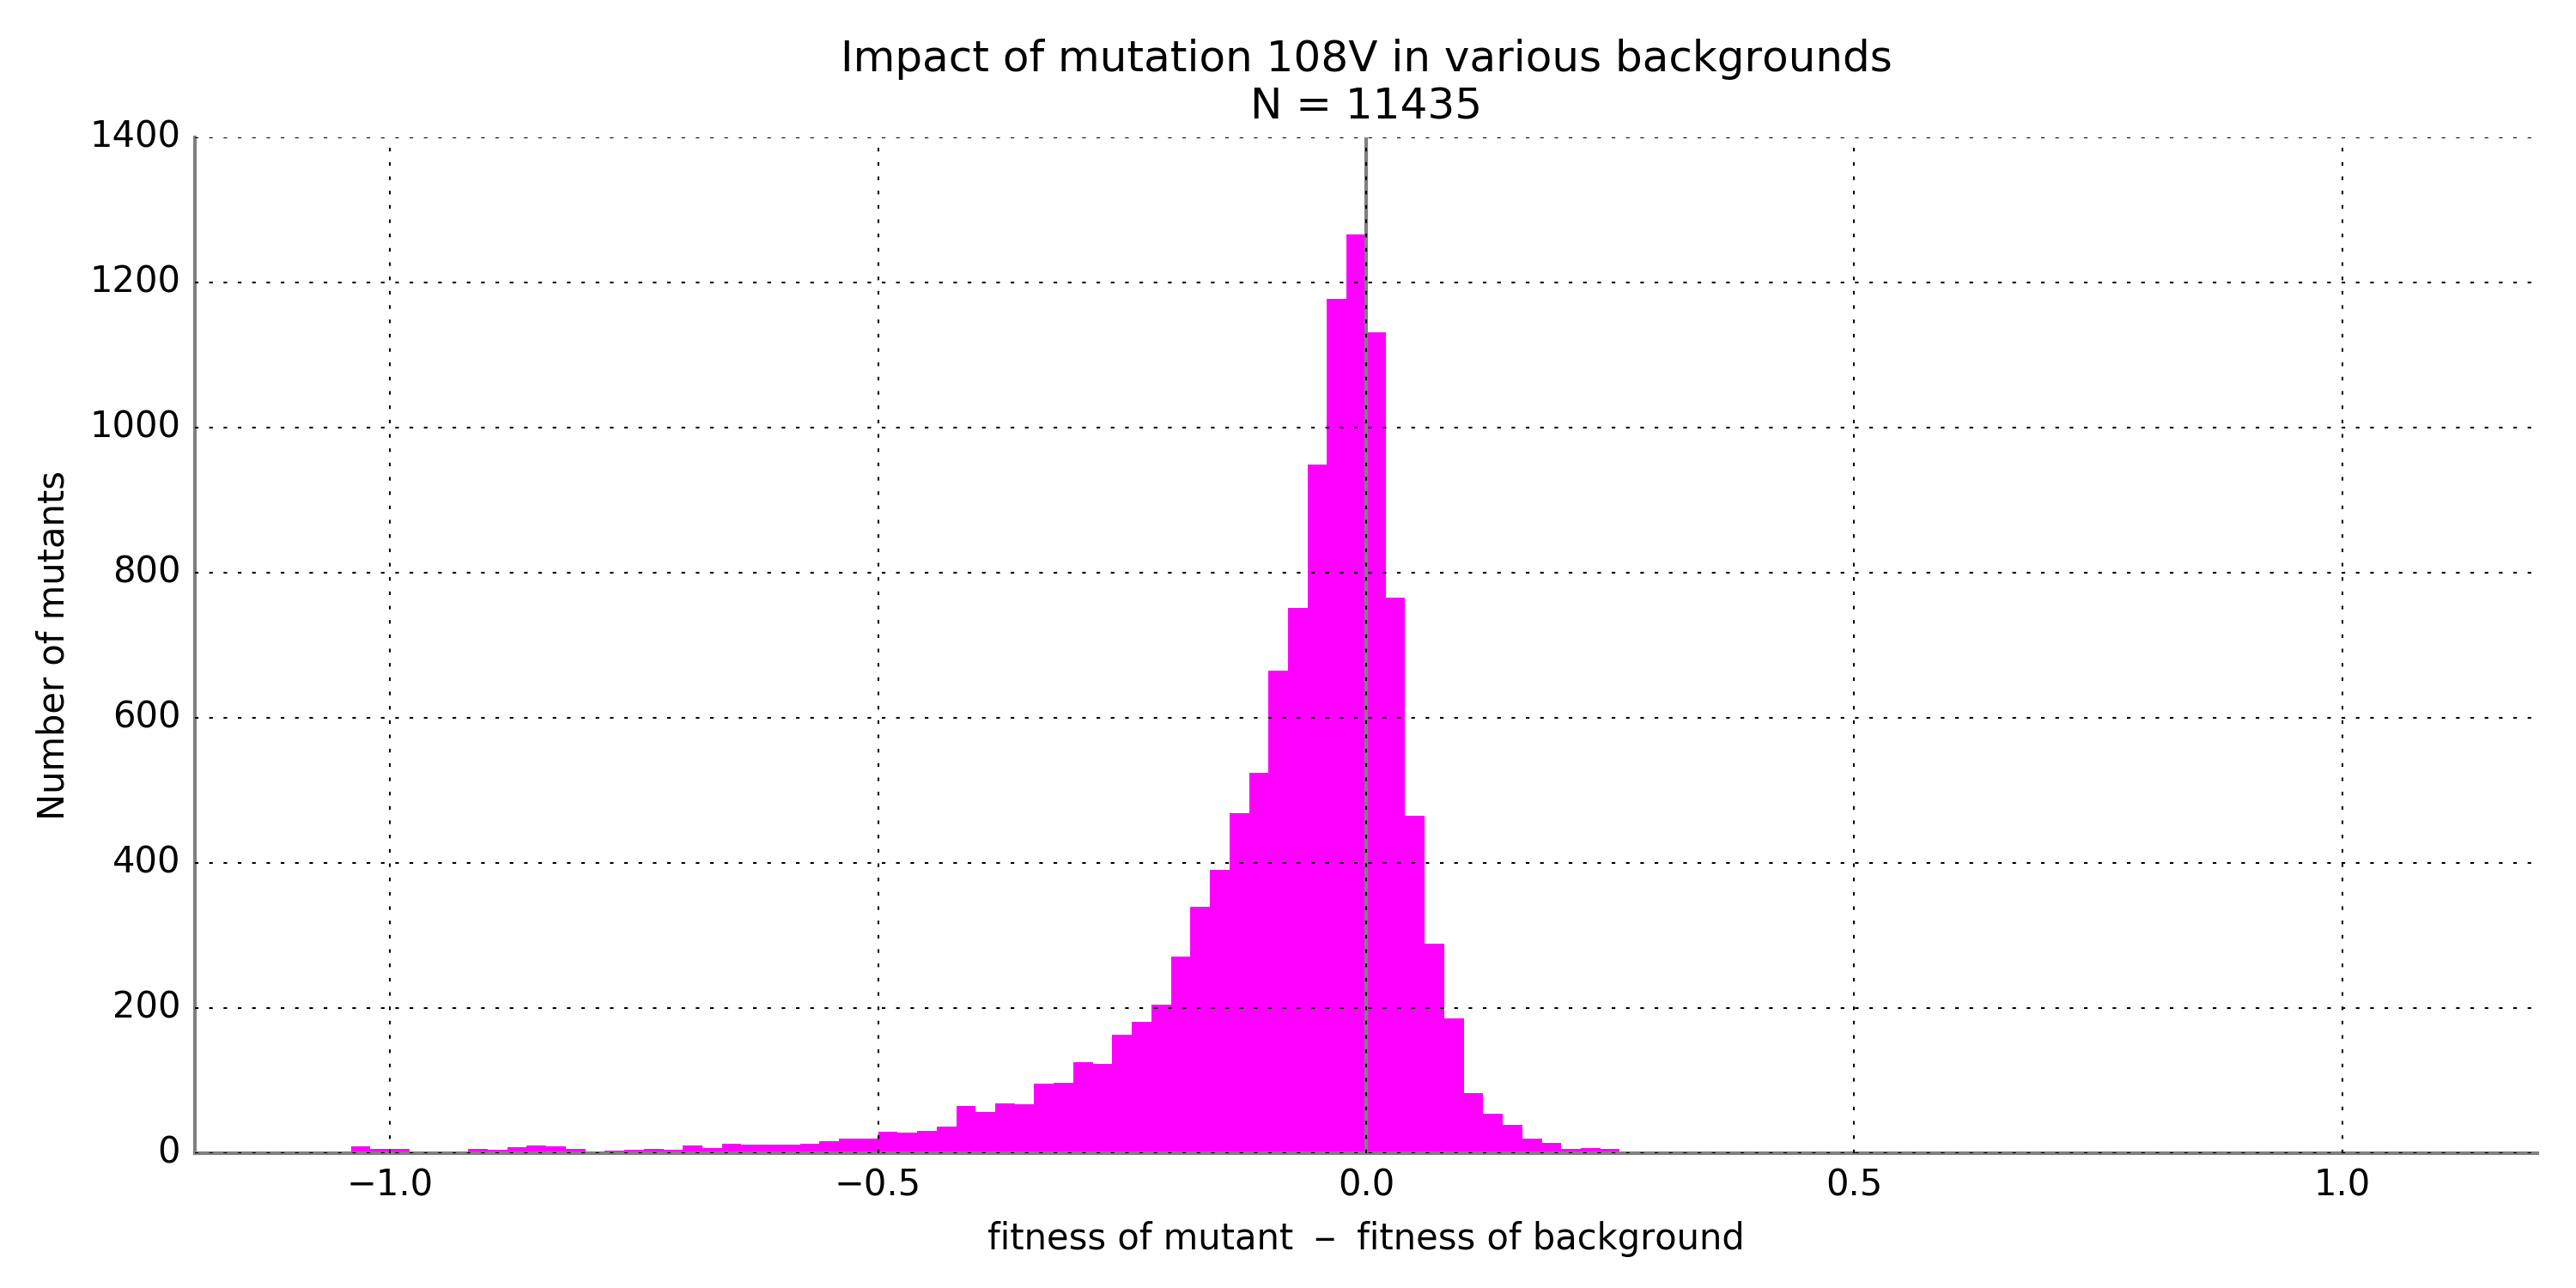 Impact of mutation 108V in various backgrounds
N = 11435
1400
1200
1000
800
600
400
200
0
Number of mutants
−1.0 −0.5 0.0 0.5 1.0
fitness of mutant − fitness of background